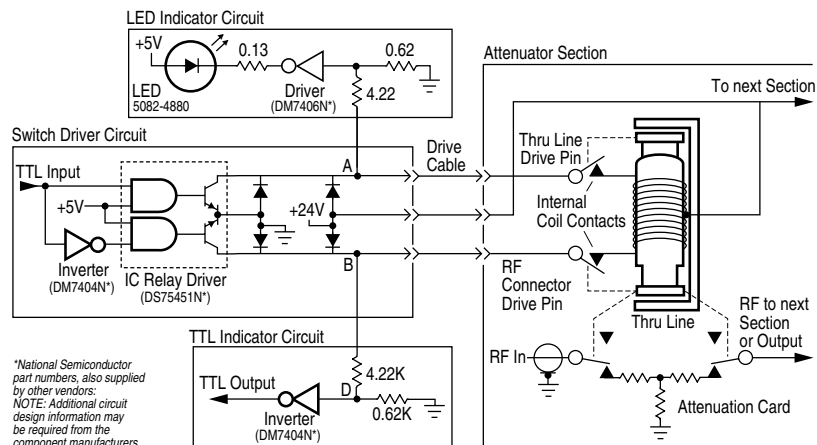 LED Indicator Circuit
+5V
0.13
0.62
LED
5082-4880
Driver
(DM7406N*)
4.22
Attenuator Section
To next Section
Switch Driver Circuit
TTL Input
+5V
Inverter
(DM7404N*)
IC Relay Driver
(DS75451N*)
+24V
A
B
Drive
Cable
Thru Line
Drive Pin
Internal
Coil Contacts
RF
Connector
Drive Pin
Thru Line
RF to next
Section
or Output
RF In
Attenuation Card
TTL Indicator Circuit
TTL Output
Inverter
(DM7404N*)
D
4.22K
0.62K
*National Semiconductor
part numbers, also supplied
by other vendors:
NOTE: Additional circuit
design information may
be required from the
component manufacturers